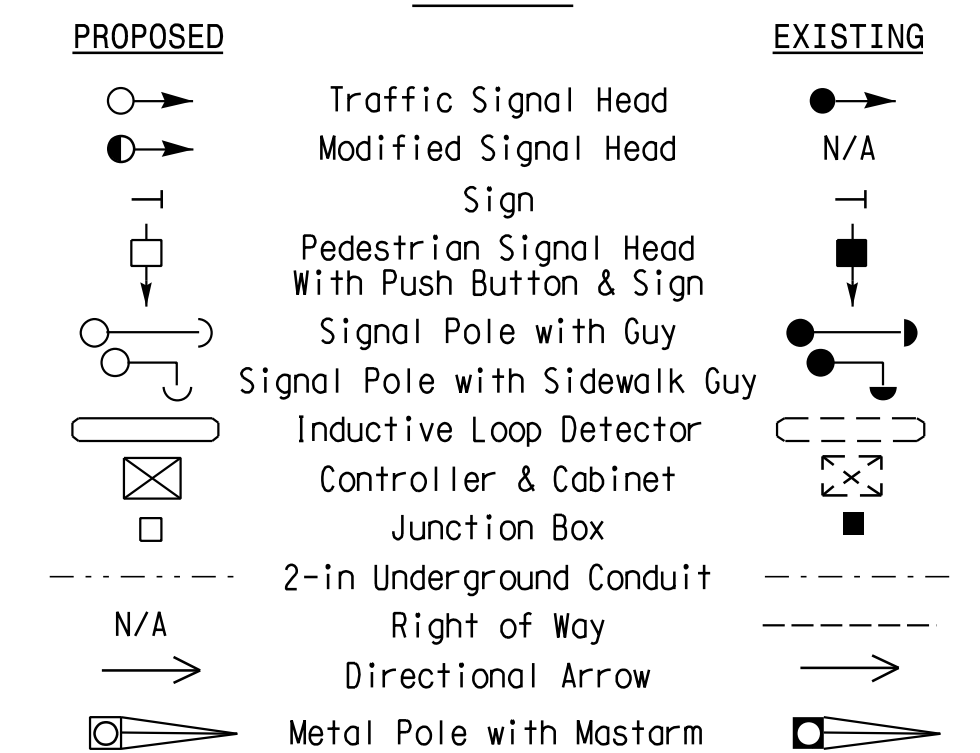 PROPOSED EXISTING
Traffic Signal Head
Modified Signal Head N/A
Sign
Pedestrian Signal Head
With Push Button & Sign
Signal Pole with Guy
Signal Pole with Sidewalk Guy
Inductive Loop Detector
Controller & Cabinet
Junction Box
2-in Underground Conduit
N/A Right of Way
Directional Arrow
Metal Pole with Mastarm